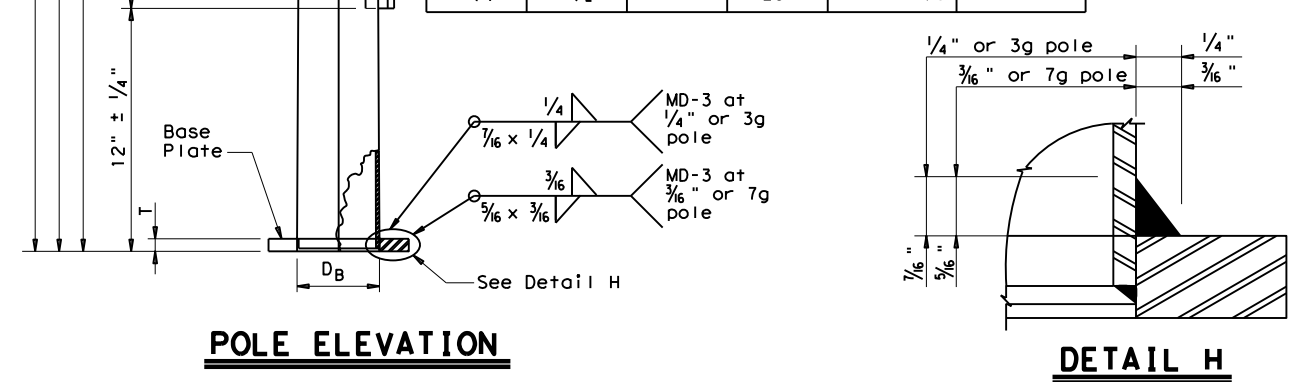 12" ± 1/4"
Base
Plate
T
D_B
1/4
7/16 x 1/4
MD-3 at
1/4" or 3g
pole
3/16
5/16 x 3/16
MD-3 at
3/16" or 7g
pole
See Detail H
POLE ELEVATION
1/4" or 3g pole
1/4"
3/16" or 7g pole
3/16"
7/16"
5/16"
DETAIL H